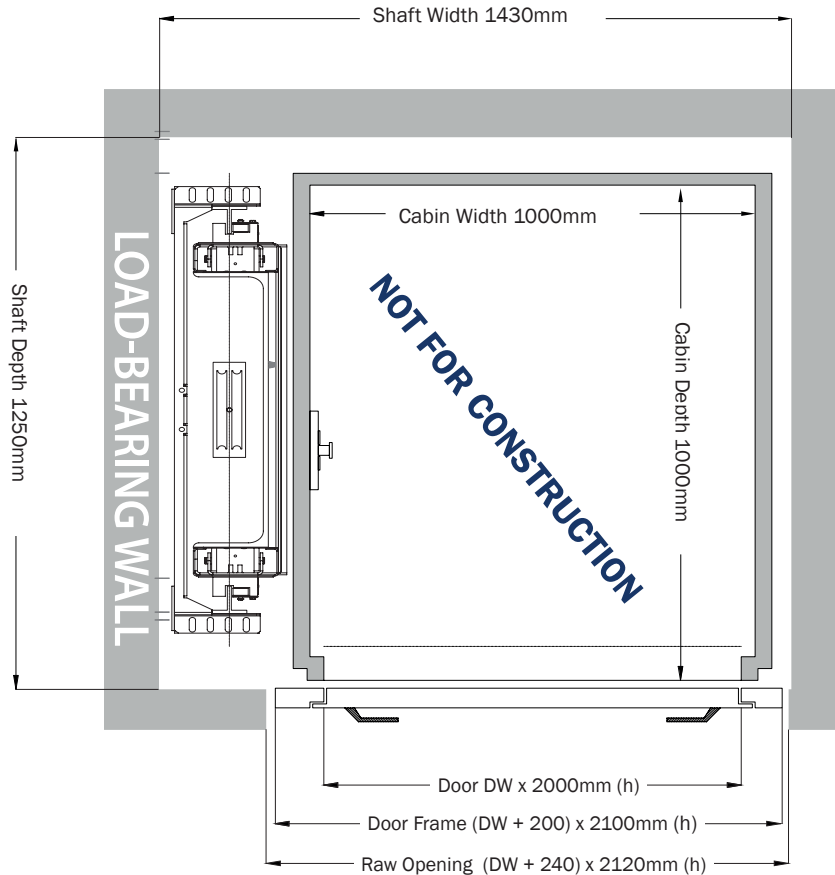 Shaft Width 1430mm
Cabin Width 1000mm
LOAD-BEARING WALL
NOT FOR CONSTRUCTION
Shaft Depth 1250mm
Cabin Depth 1000mm
Door DW x 2000mm (h)
Door Frame (DW + 200) x 2100mm (h)
Raw Opening (DW + 240) x 2120mm (h)